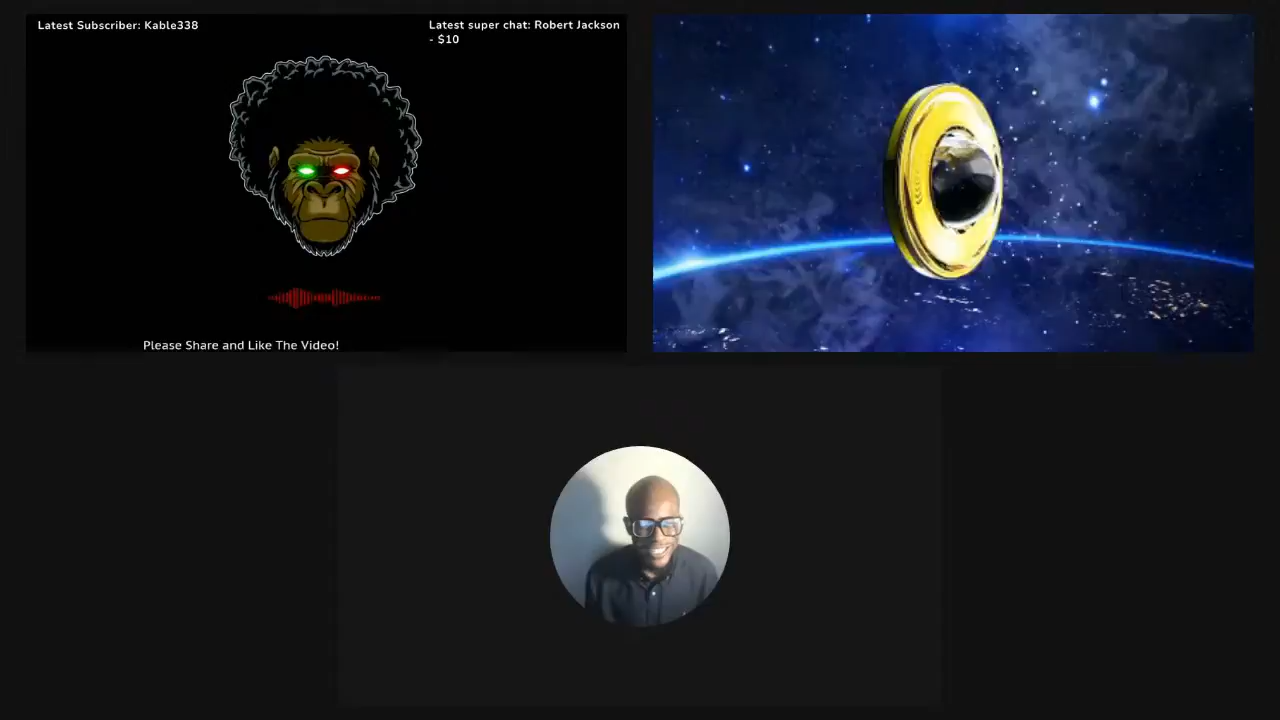 Latest Subscriber: Kable338
Latest super chat: Robert Jackson
- $10
Please Share and Like The Video!